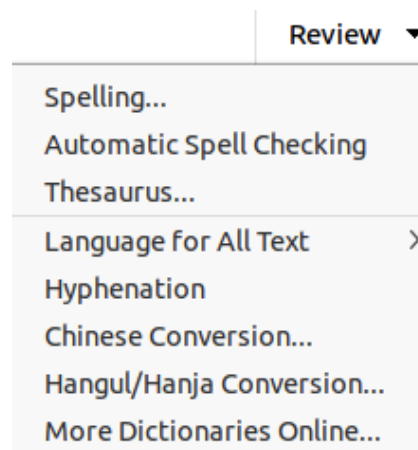 Review
Spelling...
Automatic Spell Checking
Thesaurus...
Language for All Text
Hyphenation
Chinese Conversion...
Hangul/Hanja Conversion...
More Dictionaries Online...